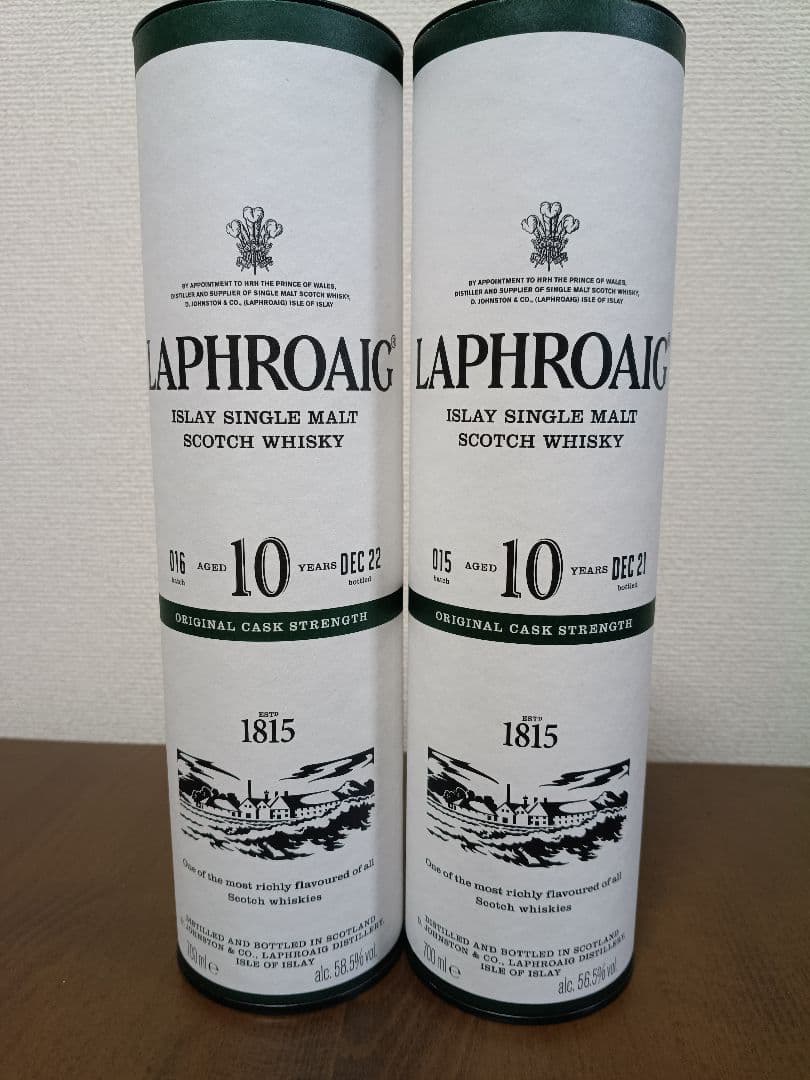 BY APPOINTMENT TO HRH THE PRINCE OF WALES,
DISTILLER AND SUPPLIER OF SINGLE MALT SCOTCH WHISKY,
D. JOHNSTON & CO., (LAPHROAIG) ISLE OF ISLAY
LAPHROAIG®
ISLAY SINGLE MALT
SCOTCH WHISKY
016 AGED 10 YEARS DEC 22
batch bottled
ORIGINAL CASK STRENGTH
ESTD
1815
One of the most richly flavoured of all
Scotch whiskies
DISTILLED AND BOTTLED IN SCOTLAND
D. JOHNSTON & CO., LAPHROAIG DISTILLERY,
ISLE OF ISLAY
700 ml e alc. 58.5% vol.
BY APPOINTMENT TO HRH THE PRINCE OF WALES,
DISTILLER AND SUPPLIER OF SINGLE MALT SCOTCH WHISKY,
D. JOHNSTON & CO., (LAPHROAIG) ISLE OF ISLAY
LAPHROAIG
ISLAY SINGLE MALT
SCOTCH WHISKY
015 AGED 10 YEARS DEC 21
batch bottled
ORIGINAL CASK STRENGTH
ESTD
1815
One of the most richly flavoured of all
Scotch whiskies
DISTILLED AND BOTTLED IN SCOTLAND
D. JOHNSTON & CO., LAPHROAIG DISTILLERY,
ISLE OF ISLAY
700 ml e alc. 56.5% vol.